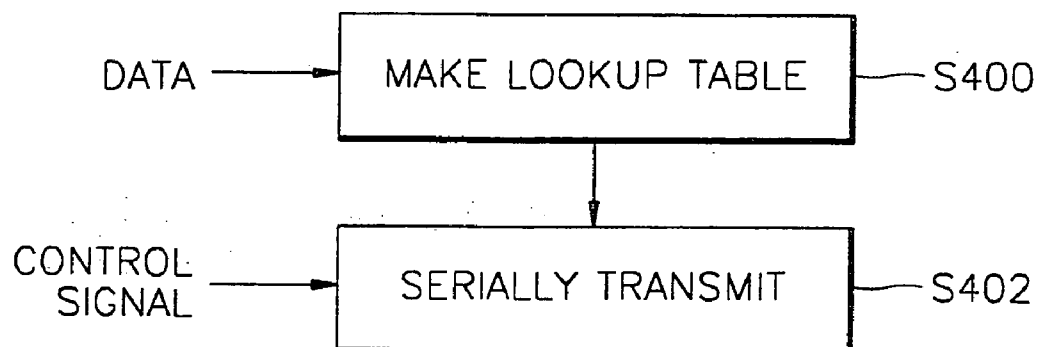 DATA
MAKE LOOKUP TABLE
S400
CONTROL
SIGNAL
SERIALLY TRANSMIT
S402